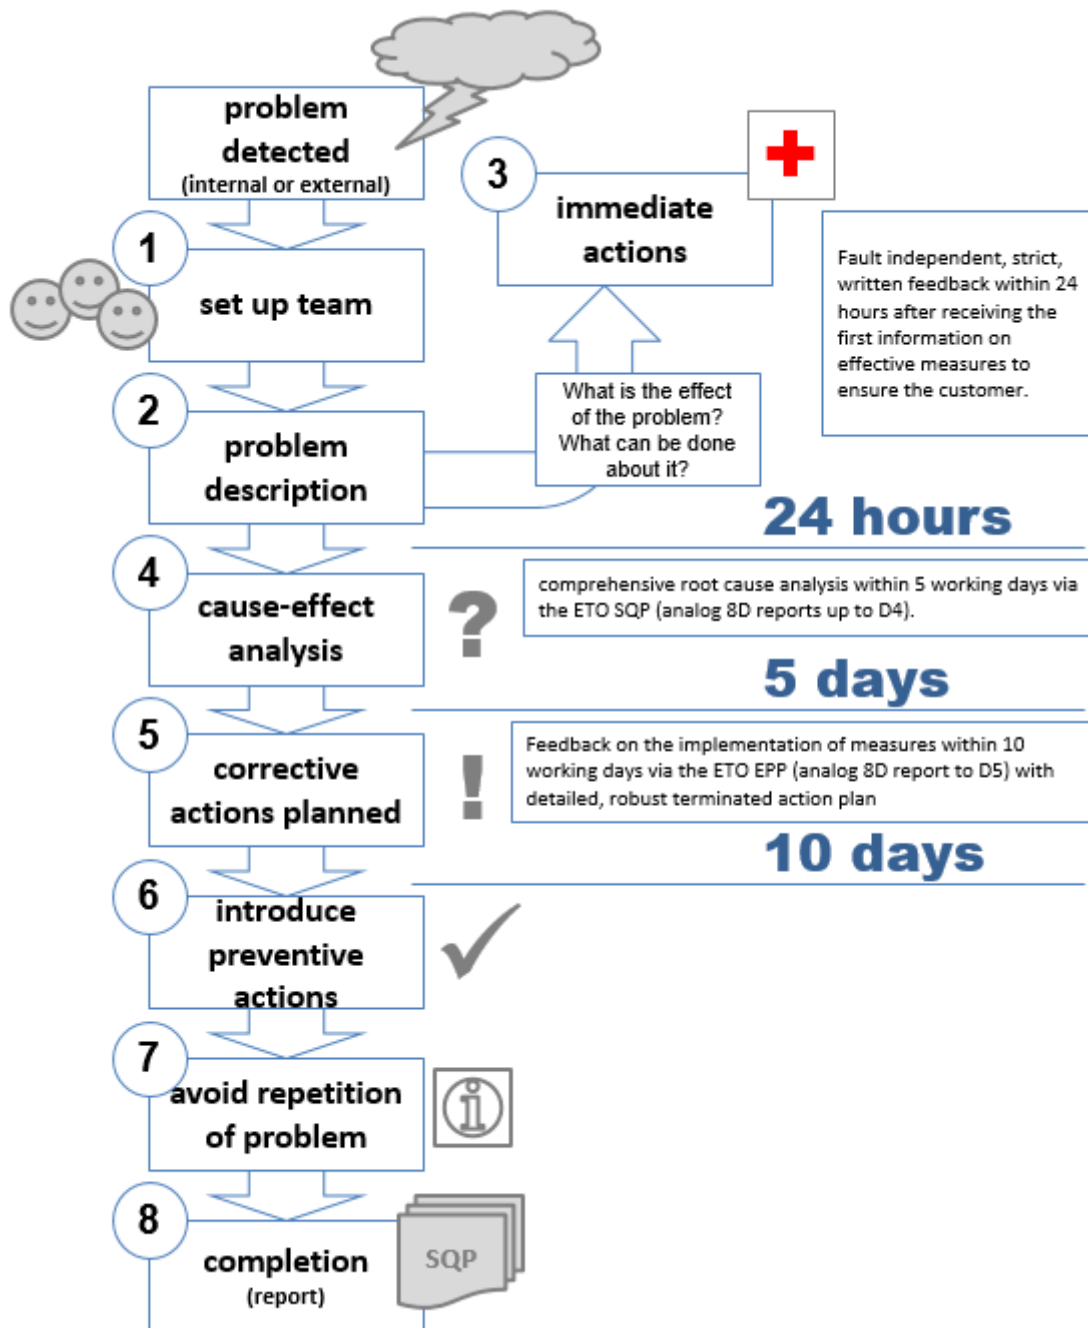 problem
detected
(internal or external)
3
immediate
actions
1
set up team
Fault independent, strict,
written feedback within 24
hours after receiving the
first information on
effective measures to
ensure the customer.
2
problem
description
What is the effect
of the problem?
What can be done
about it?
24 hours
4
cause-effect
analysis
?
comprehensive root cause analysis within 5 working days via
the ETO SQP (analog 8D reports up to D4).
5 days
5
corrective
actions planned
!
Feedback on the implementation of measures within 10
working days via the ETO EPP (analog 8D report to D5) with
detailed, robust terminated action plan
10 days
6
introduce
preventive
actions
7
avoid repetition
of problem
i
8
completion
(report)
SQP